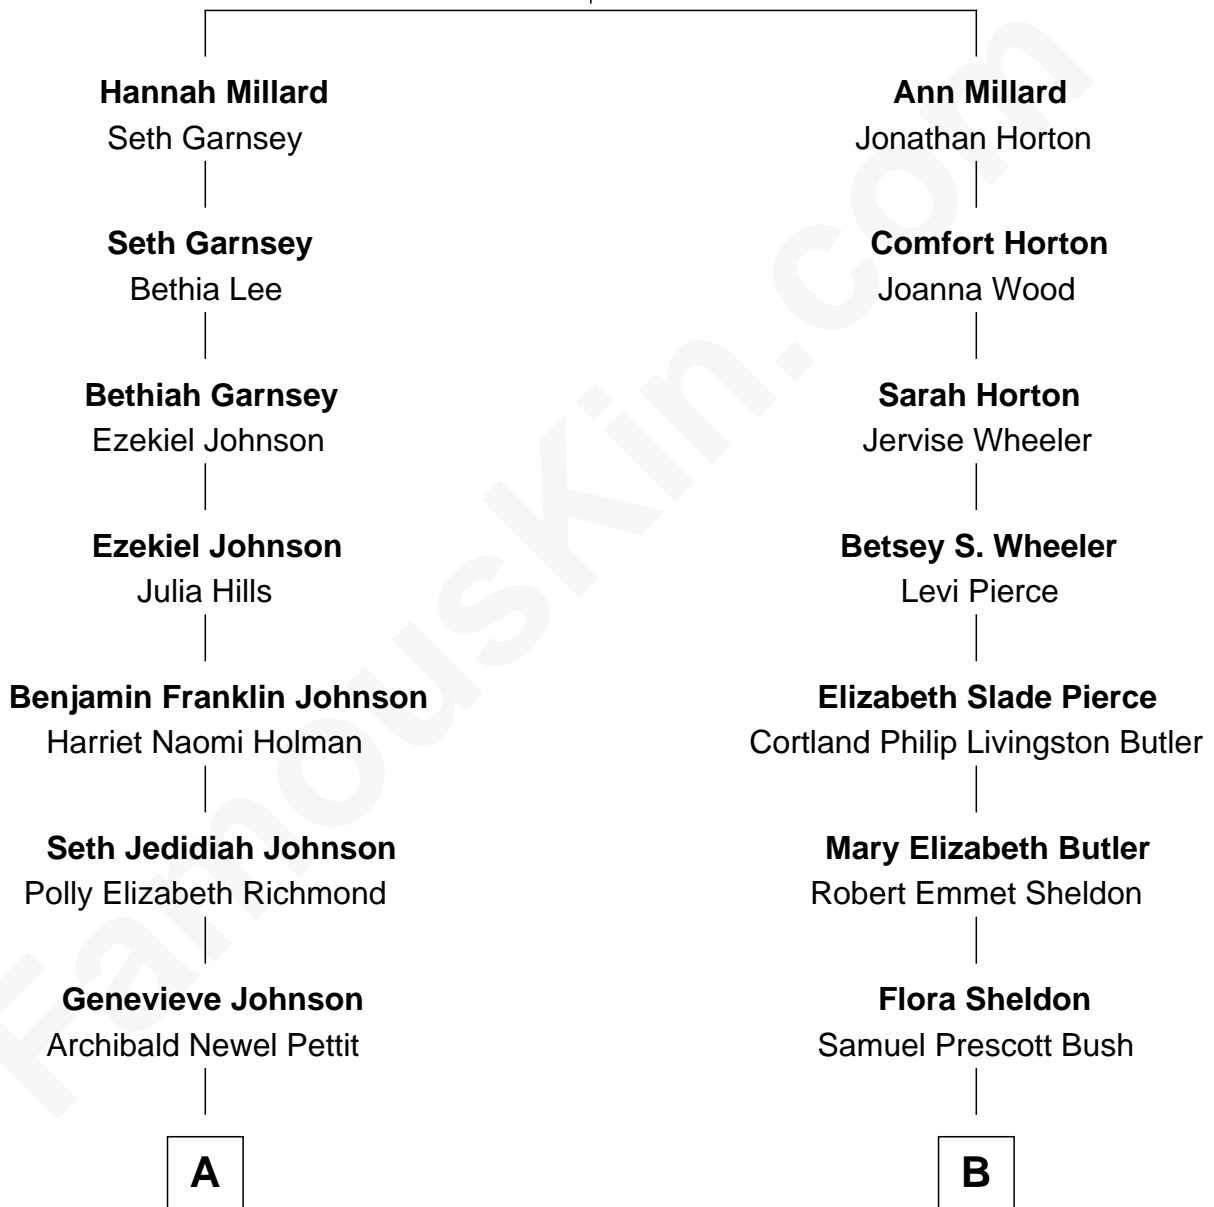 Hannah Millard
Seth Garnsey
Seth Garnsey
Bethia Lee
Bethiah Garnsey
Ezekiel Johnson
Ezekiel Johnson
Julia Hills
Benjamin Franklin Johnson
Harriet Naomi Holman
Seth Jedidiah Johnson
Polly Elizabeth Richmond
Genevieve Johnson
Archibald Newel Pettit
A
Ann Millard
Jonathan Horton
Comfort Horton
Joanna Wood
Sarah Horton
Jervise Wheeler
Betsey S. Wheeler
Levi Pierce
Elizabeth Slade Pierce
Cortland Philip Livingston Butler
Mary Elizabeth Butler
Robert Emmet Sheldon
Flora Sheldon
Samuel Prescott Bush
B
FamousKin.com